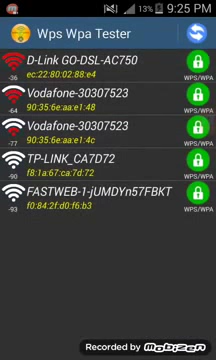 13% 9:25 PM
Wps Wpa Tester
D-Link GO-DSL-AC750
-36 ec:22:80:02:88:e4 WPS/WPA
Vodafone-30307523
-64 90:35:6e:aa:e1:48 WPS/WPA
Vodafone-30307523
-77 90:35:6e:aa:e1:4c WPS/WPA
TP-LINK_CA7D72
-90 f8:1a:67:ca:7d:72 WPS/WPA
FASTWEB-1-jUMDYn57FBKT
-93 f0:84:2f:d0:f6:b3 WPS/WPA
Recorded by mobizen